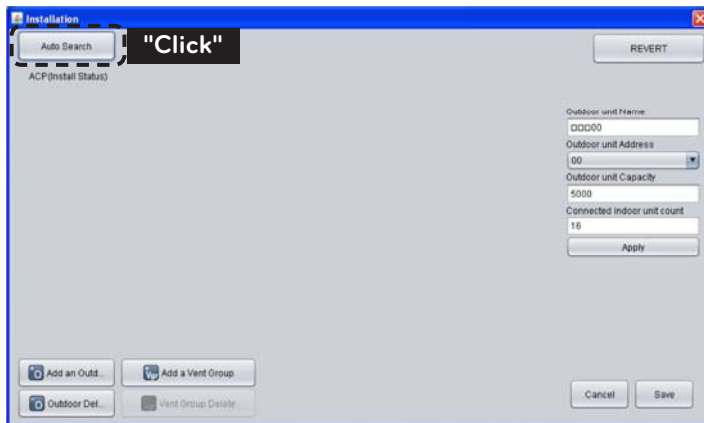 Installation
Auto Search
"Click"
REVERT
ACP(Install Status)
Outdoor unit Name
□□□00
Outdoor unit Address
00
Outdoor unit Capacity
5000
Connected indoor unit count
16
Apply
Add an Outd...
Add a Vent Group
Outdoor Del...
Vent Group Delete
Cancel
Save